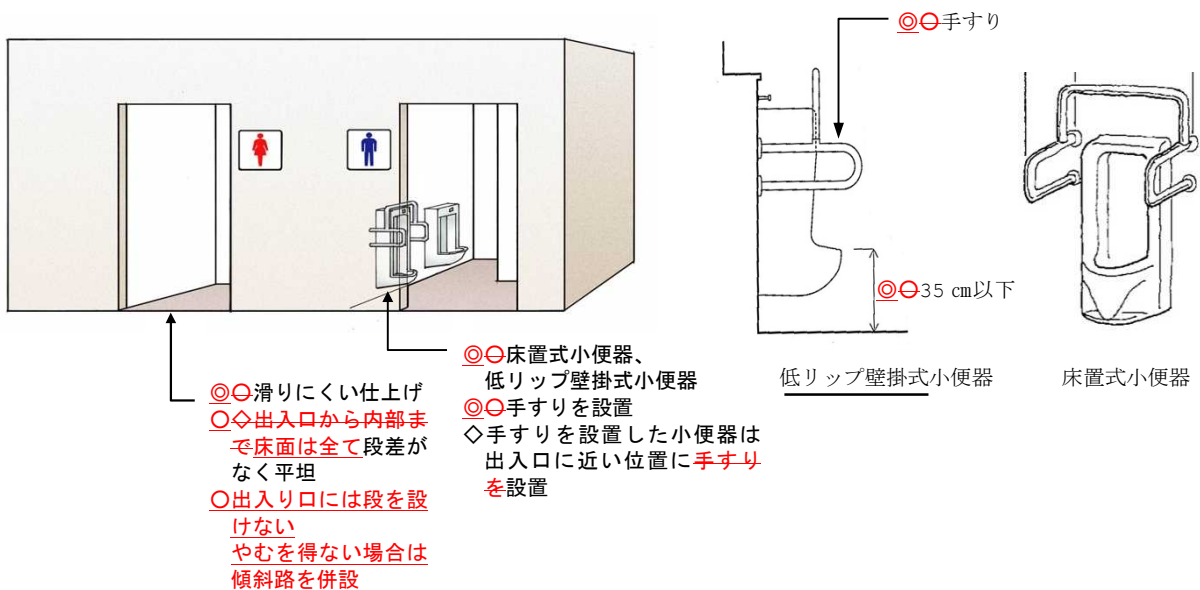 ◎〇手すり
◎〇35㎝以下
低リップ壁掛式小便器
床置式小便器
◎〇床置式小便器、
低リップ壁掛式小便器
◎〇手すりを設置
◇手すりを設置した小便器は
出入口に近い位置に手すり
を設置
◎〇滑りにくい仕上げ
〇◇出入口から内部ま
で床面は全て段差が
なく平坦
〇出入り口には段を設
けない
やむを得ない場合は
傾斜路を併設